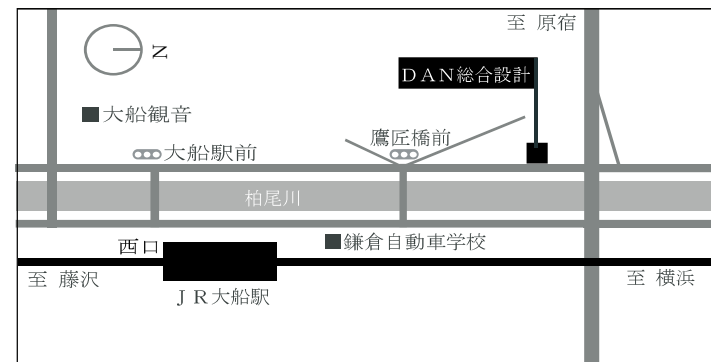 至 原宿
N
DAN総合設計
大船観音
鷹匠橋前
大船駅前
柏尾川
西口
鎌倉自動車学校
至 藤沢
至 横浜
JR大船駅